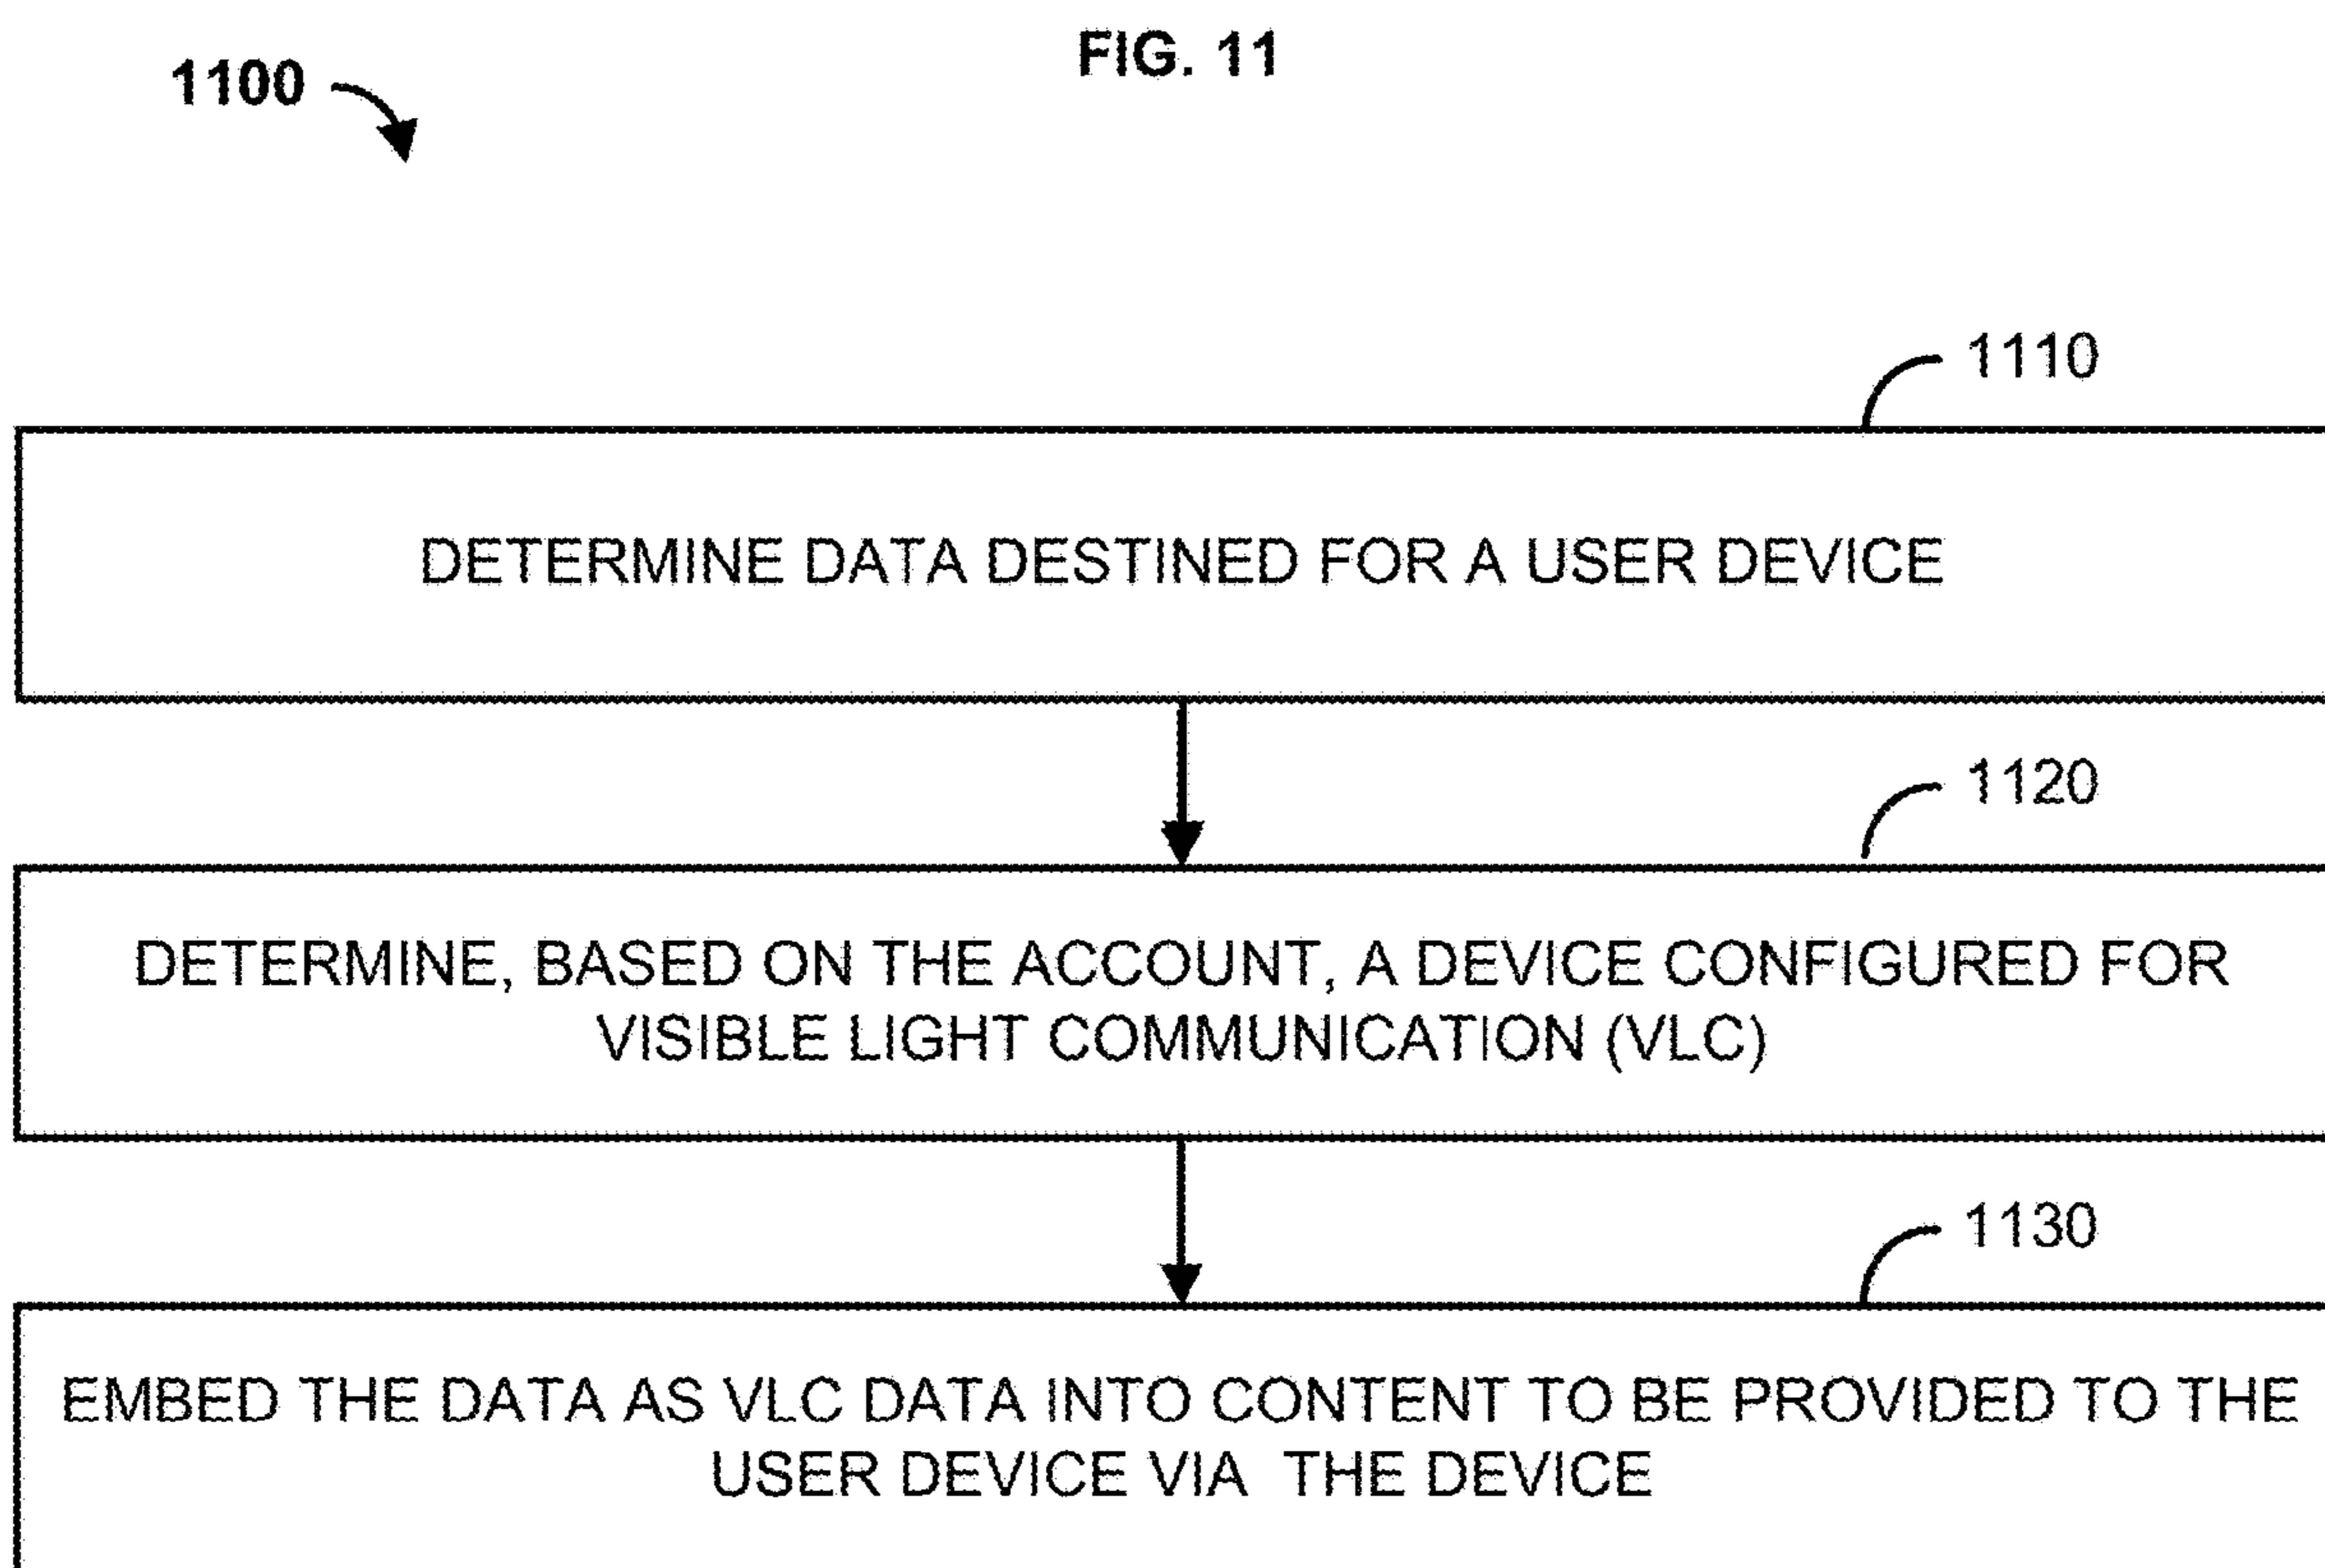 FIG. 11
1100
1110
DETERMINE DATA DESTINED FOR A USER DEVICE
1120
DETERMINE, BASED ON THE ACCOUNT, A DEVICE CONFIGURED FOR
VISIBLE LIGHT COMMUNICATION (VLC)
1130
EMBED THE DATA AS VLC DATA INTO CONTENT TO BE PROVIDED TO THE
USER DEVICE VIA THE DEVICE